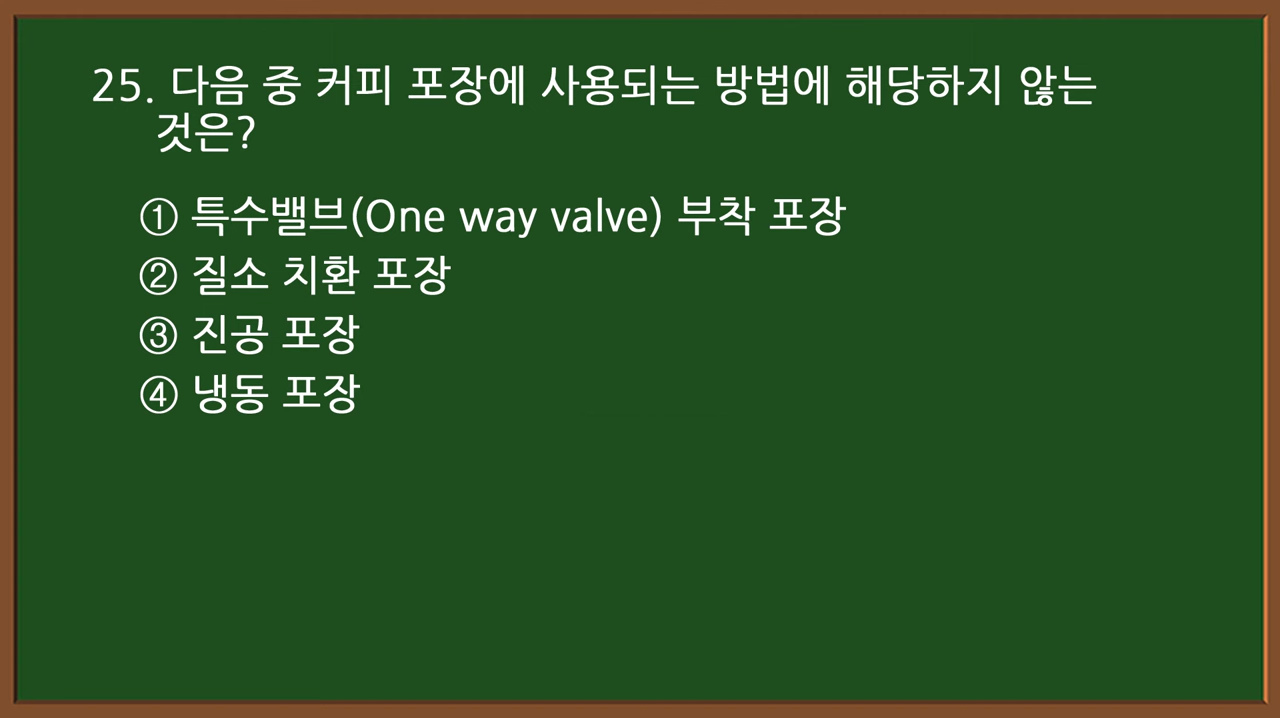 25. 다음 중 커피 포장에 사용되는 방법에 해당하지 않는
것은?
① 특수밸브(One way valve) 부착 포장
② 질소 치환 포장
③ 진공 포장
④ 냉동 포장